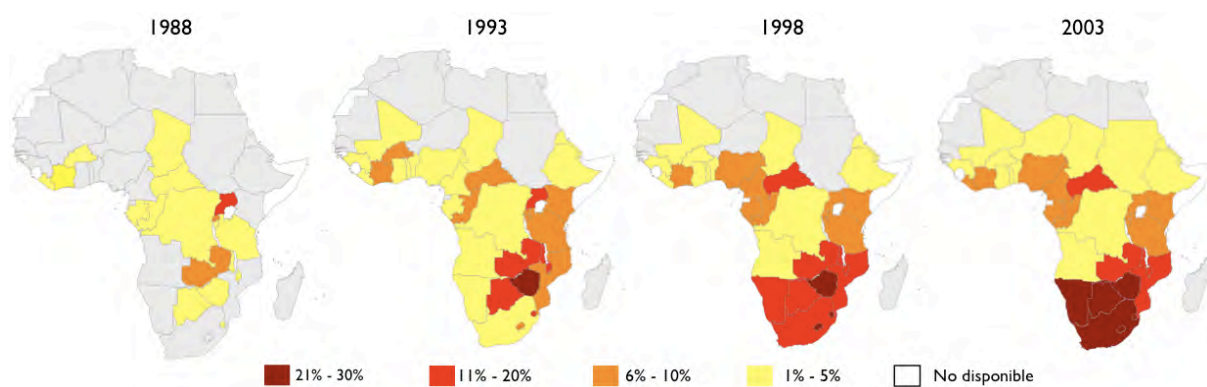 1988
1993
1998
2003
21% - 30%
11% - 20%
6% - 10%
1% - 5%
No disponible